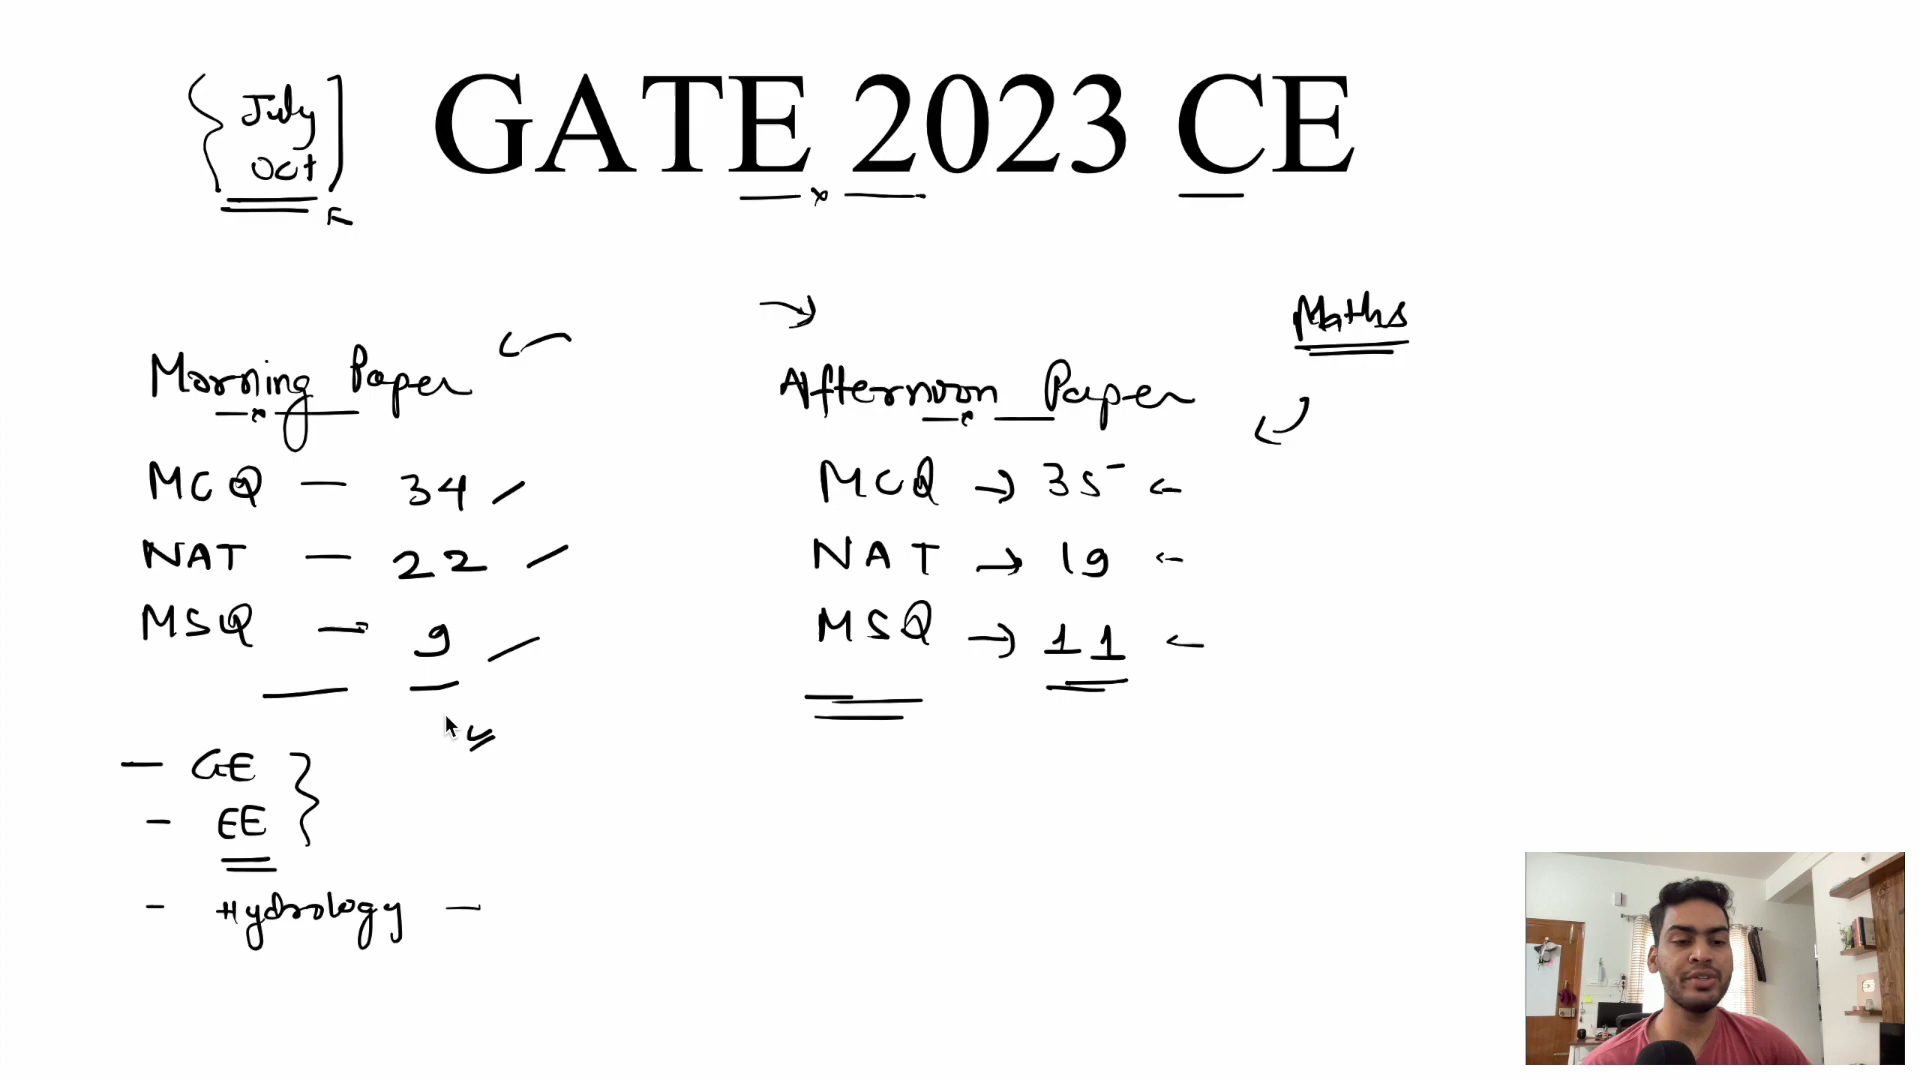 July
Oct
GATE 2023 CE
Maths
Morning Paper
MCQ — 34
NAT — 22
MSQ — 9
Afternoon Paper
MCQ → 35
NAT → 19
MSQ → 11
— GE
- EE
- Hydrology —